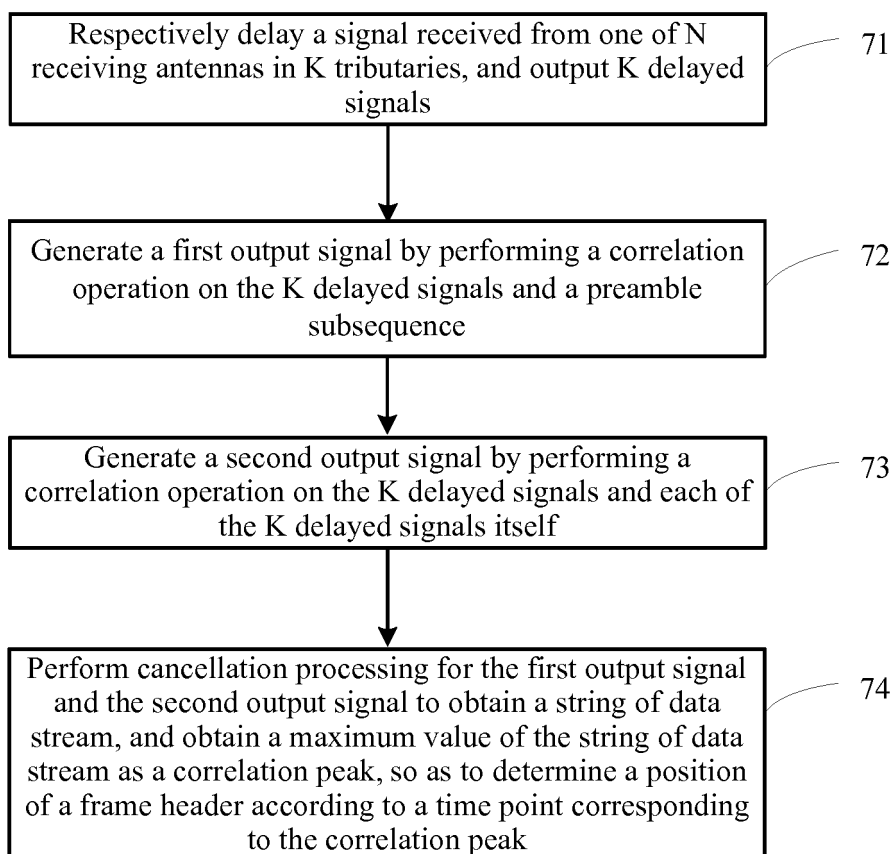 Respectively delay a signal received from one of N
receiving antennas in K tributaries, and output K delayed
signals
71
Generate a first output signal by performing a correlation
operation on the K delayed signals and a preamble
subsequence
72
Generate a second output signal by performing a
correlation operation on the K delayed signals and each of
the K delayed signals itself
73
Perform cancellation processing for the first output signal
and the second output signal to obtain a string of data
stream, and obtain a maximum value of the string of data
stream as a correlation peak, so as to determine a position
of a frame header according to a time point corresponding
to the correlation peak
74